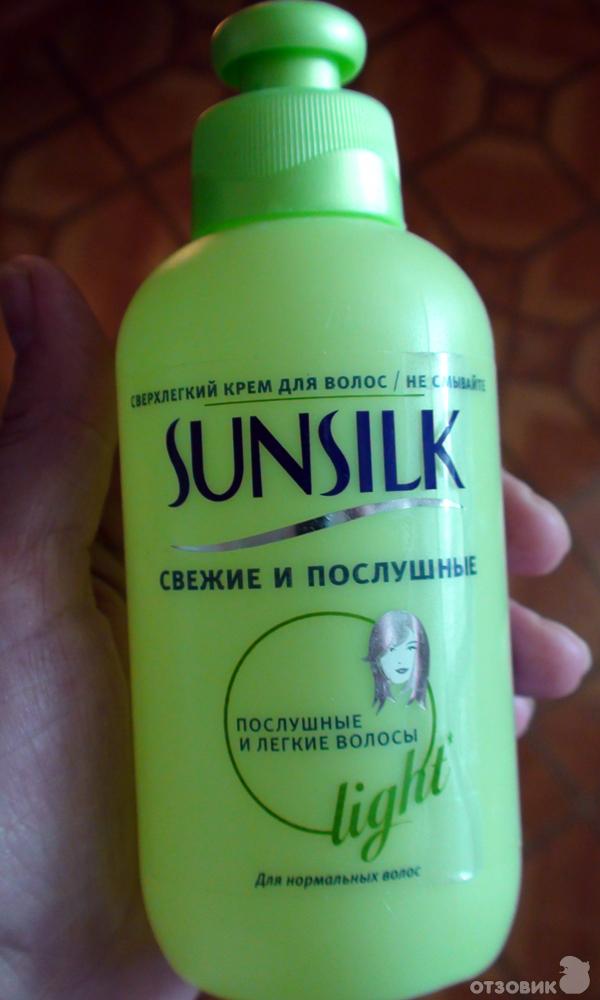 СВЕРХЛЕГКИЙ КРЕМ ДЛЯ ВОЛОС / НЕ СМЫВАЙТЕ
SUNSILK
СВЕЖИЕ И ПОСЛУШНЫЕ
ПОСЛУШНЫЕ
И ЛЕГКИЕ ВОЛОСЫ
light*
Для нормальных волос
ОТЗОВИК